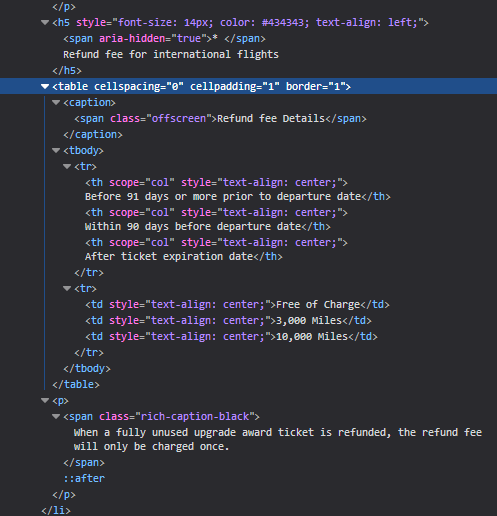 </p>
<h5 style="font-size: 14px; color: #434343; text-align: left;">
<span aria-hidden="true">* </span>
Refund fee for international flights
</h5>
<table cellspacing="0" cellpadding="1" border="1">
<caption>
<span class="offscreen">Refund fee Details</span>
</caption>
<tbody>
<tr>
<th scope="col" style="text-align: center;">
Before 91 days or more prior to departure date</th>
<th scope="col" style="text-align: center;">
Within 90 days before departure date</th>
<th scope="col" style="text-align: center;">
After ticket expiration date</th>
</tr>
<tr>
<td style="text-align: center;">Free of Charge</td>
<td style="text-align: center;">3,000 Miles</td>
<td style="text-align: center;">10,000 Miles</td>
</tr>
</tbody>
</table>
<p>
<span class="rich-caption-black">
When a fully unused upgrade award ticket is refunded, the refund fee
will only be charged once.
</span>
::after
</p>
</li>